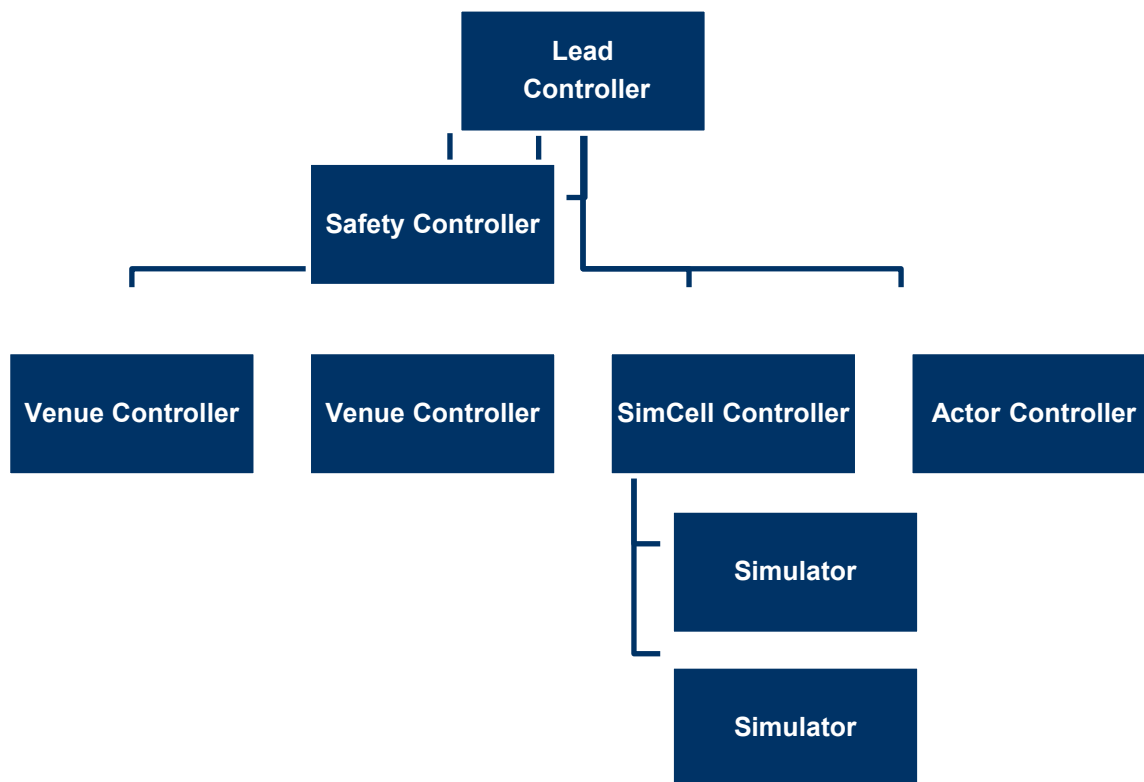 Lead
Controller
Safety Controller
Venue Controller
Venue Controller
SimCell Controller
Actor Controller
Simulator
Simulator